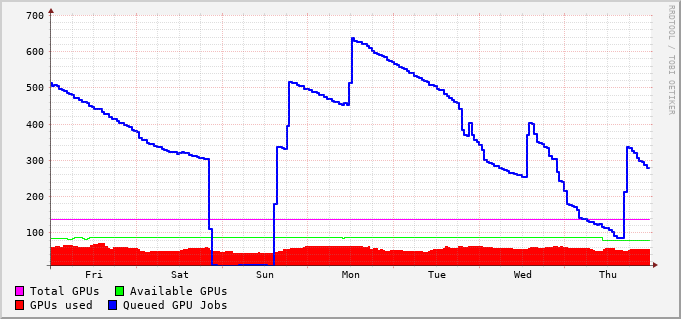 700
600
500
400
300
200
100
Fri Sat Sun Mon Tue Wed Thu
Total GPUs Available GPUs
GPUs used Queued GPU Jobs
RRDTOOL / TOBI OETIKER